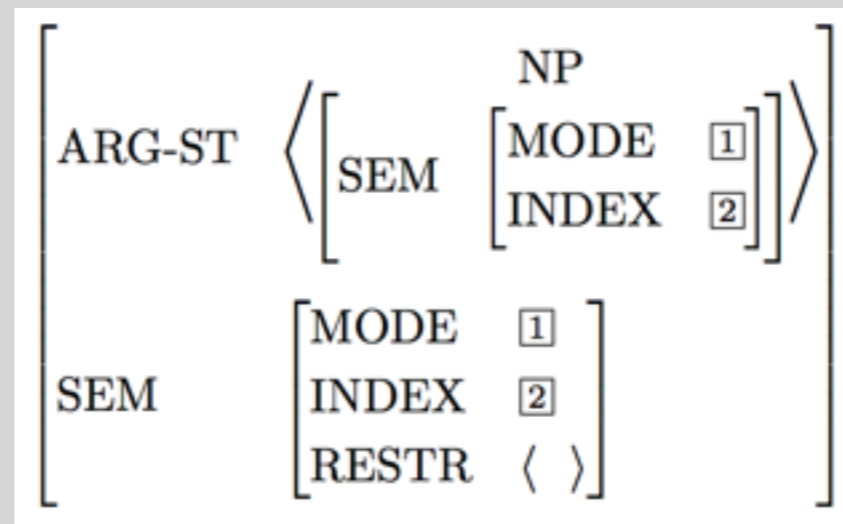 NP
ARG-ST ⟨[SEM [MODE 1]]⟩
INDEX 2
MODE 1
SEM INDEX 2
RESTR ⟨ ⟩